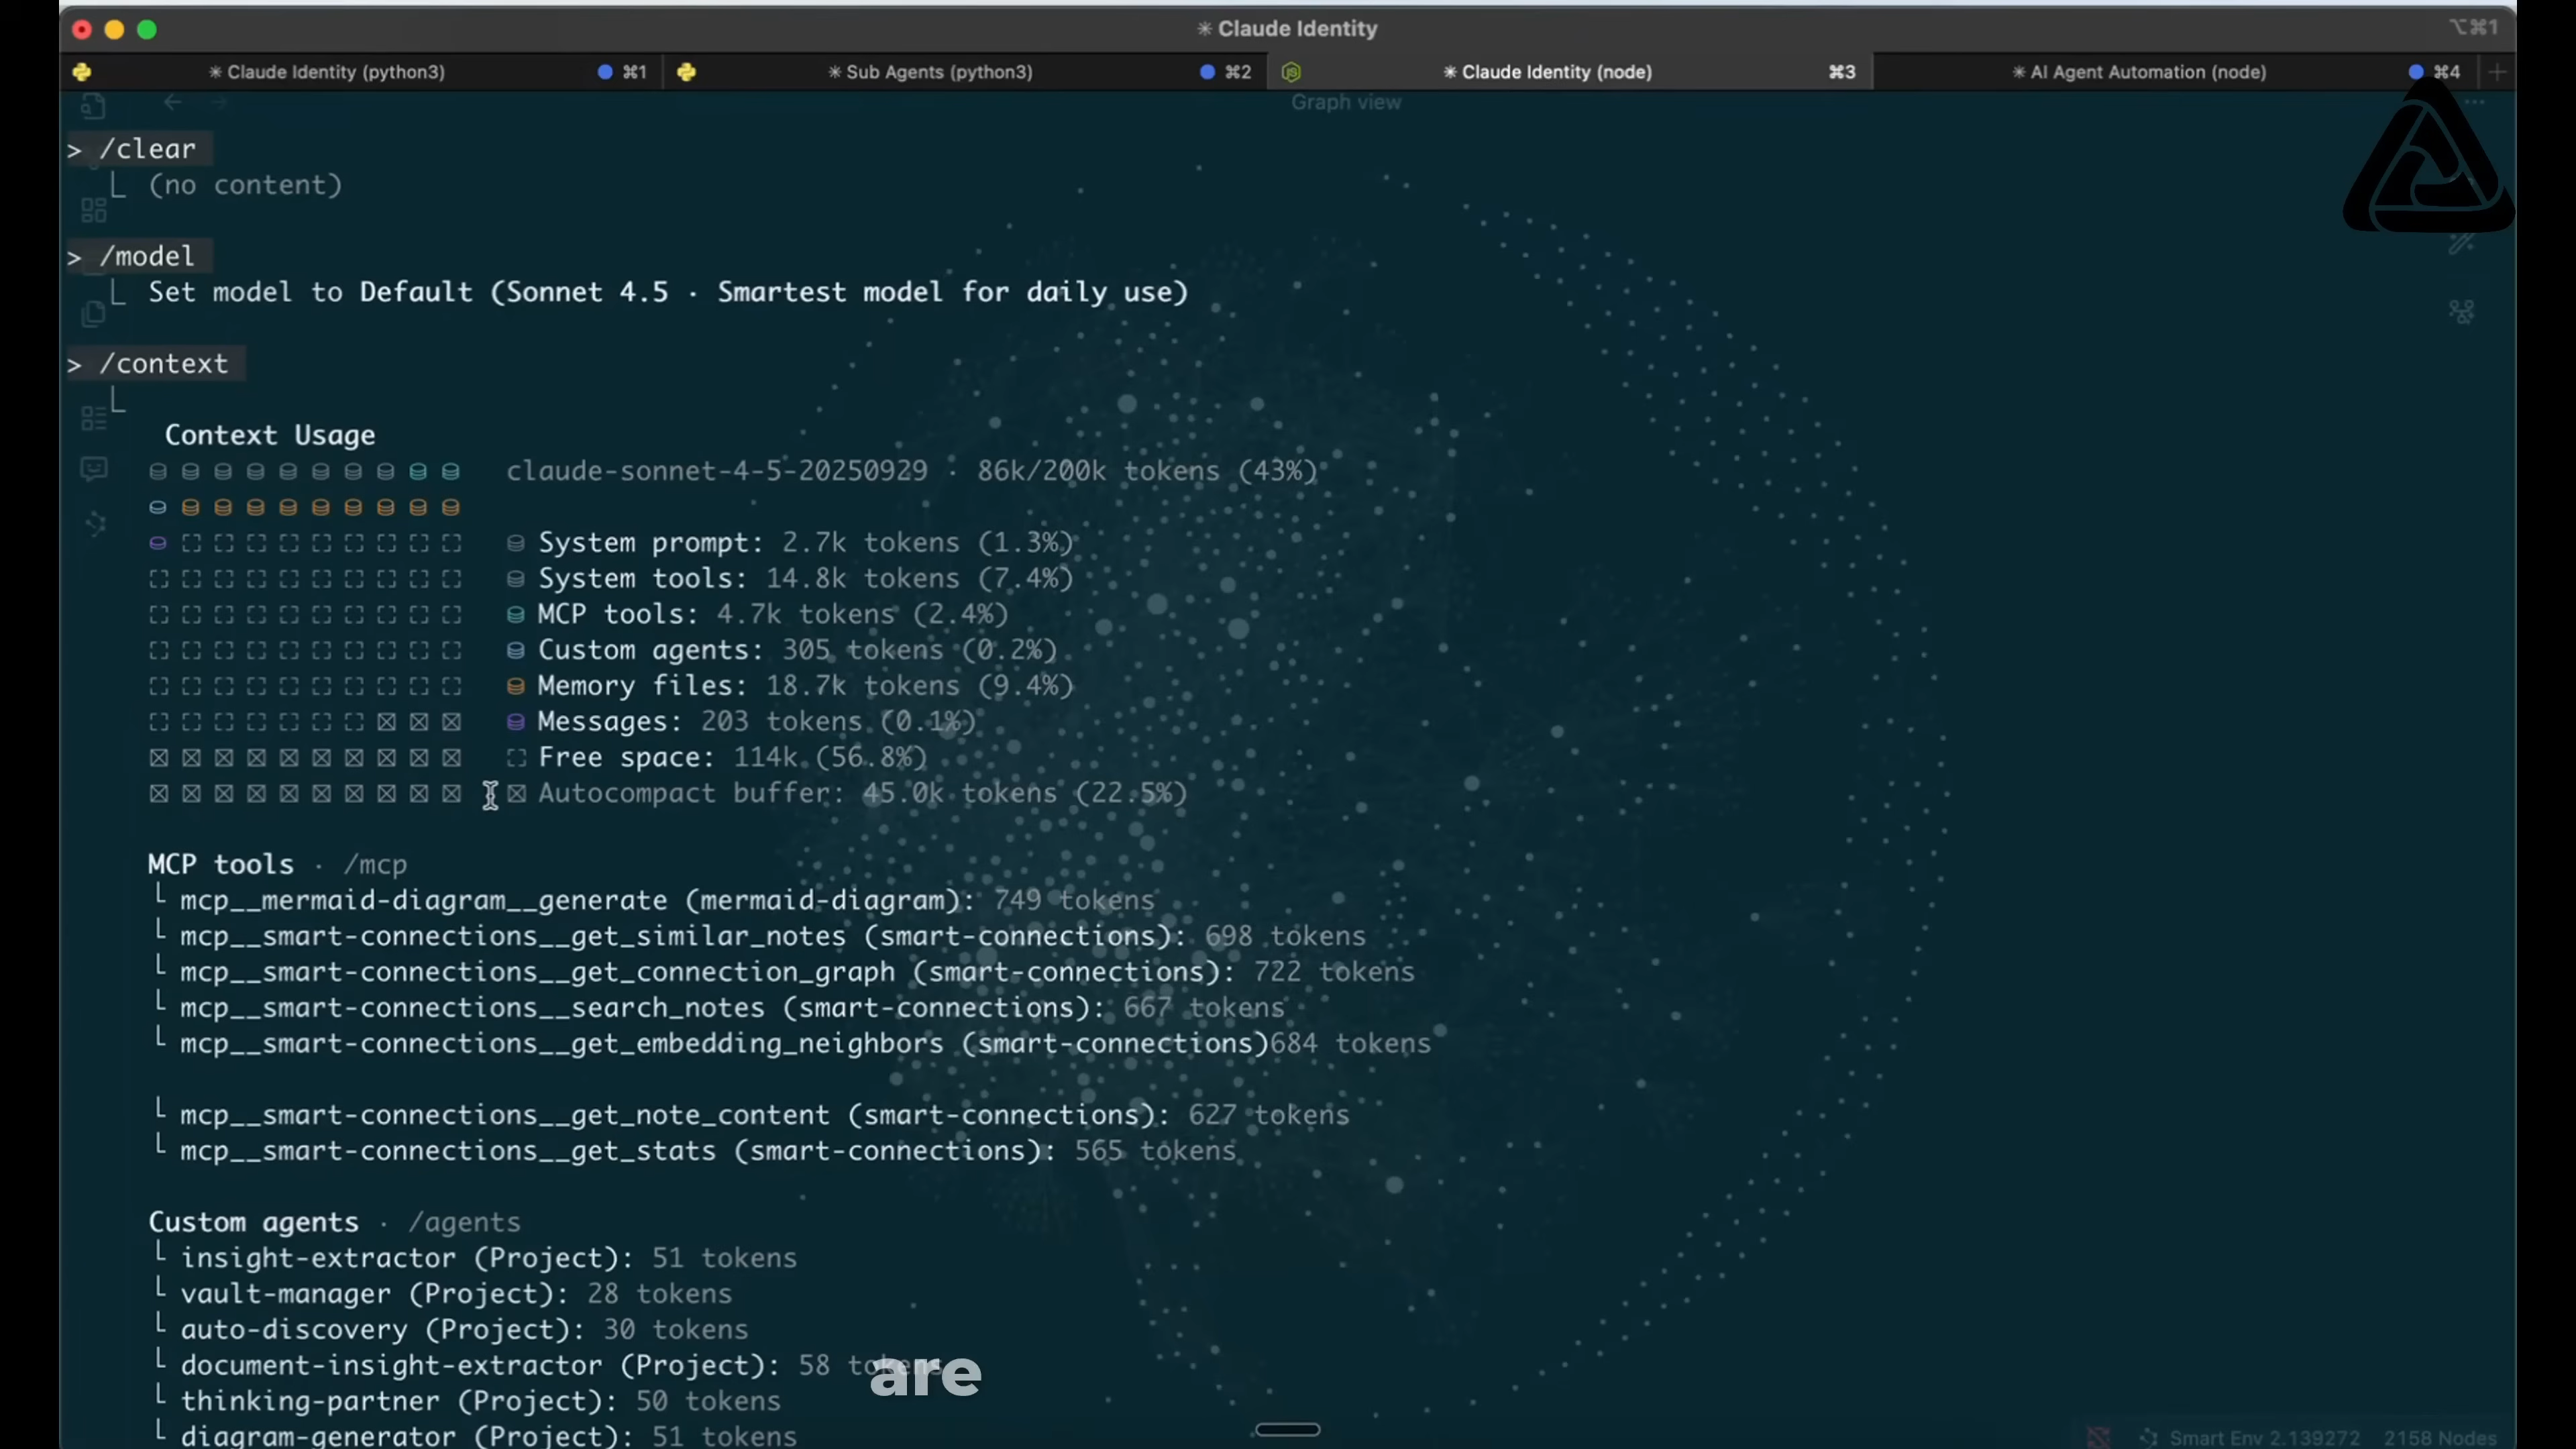 ✳ Claude Identity
⌥⌘1
✳ Claude Identity (python3) ⌘1
✳ Sub Agents (python3) ⌘2
✳ Claude Identity (node) ⌘3
✳ AI Agent Automation (node) ⌘4
Graph view
> /clear
(no content)
> /model
Set model to Default (Sonnet 4.5 · Smartest model for daily use)
> /context
Context Usage
claude-sonnet-4-5-20250929 · 86k/200k tokens (43%)
System prompt: 2.7k tokens (1.3%)
System tools: 14.8k tokens (7.4%)
MCP tools: 4.7k tokens (2.4%)
Custom agents: 305 tokens (0.2%)
Memory files: 18.7k tokens (9.4%)
Messages: 203 tokens (0.1%)
Free space: 114k (56.8%)
Autocompact buffer: 45.0k tokens (22.5%)
MCP tools · /mcp
└ mcp__mermaid-diagram__generate (mermaid-diagram): 749 tokens
└ mcp__smart-connections__get_similar_notes (smart-connections): 698 tokens
└ mcp__smart-connections__get_connection_graph (smart-connections): 722 tokens
└ mcp__smart-connections__search_notes (smart-connections): 667 tokens
└ mcp__smart-connections__get_embedding_neighbors (smart-connections)684 tokens
└ mcp__smart-connections__get_note_content (smart-connections): 627 tokens
└ mcp__smart-connections__get_stats (smart-connections): 565 tokens
Custom agents · /agents
└ insight-extractor (Project): 51 tokens
└ vault-manager (Project): 28 tokens
└ auto-discovery (Project): 30 tokens
└ document-insight-extractor (Project): 58 tokens
are
└ thinking-partner (Project): 50 tokens
└ diagram-generator (Project): 51 tokens
Smart Env 2.139272 2158 Nodes